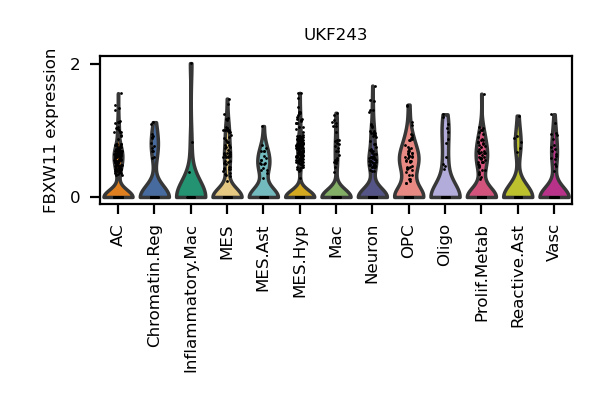 UKF243
FBXW11 expression
2
0
AC
Chromatin.Reg
Inflammatory.Mac
MES
MES.Ast
MES.Hyp
Mac
Neuron
OPC
Oligo
Prolif.Metab
Reactive.Ast
Vasc